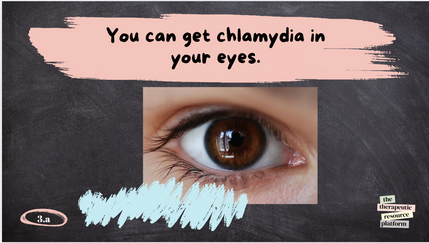 You can get chlamydia in
your eyes.
3.a
the
therapeutic
resource
platform